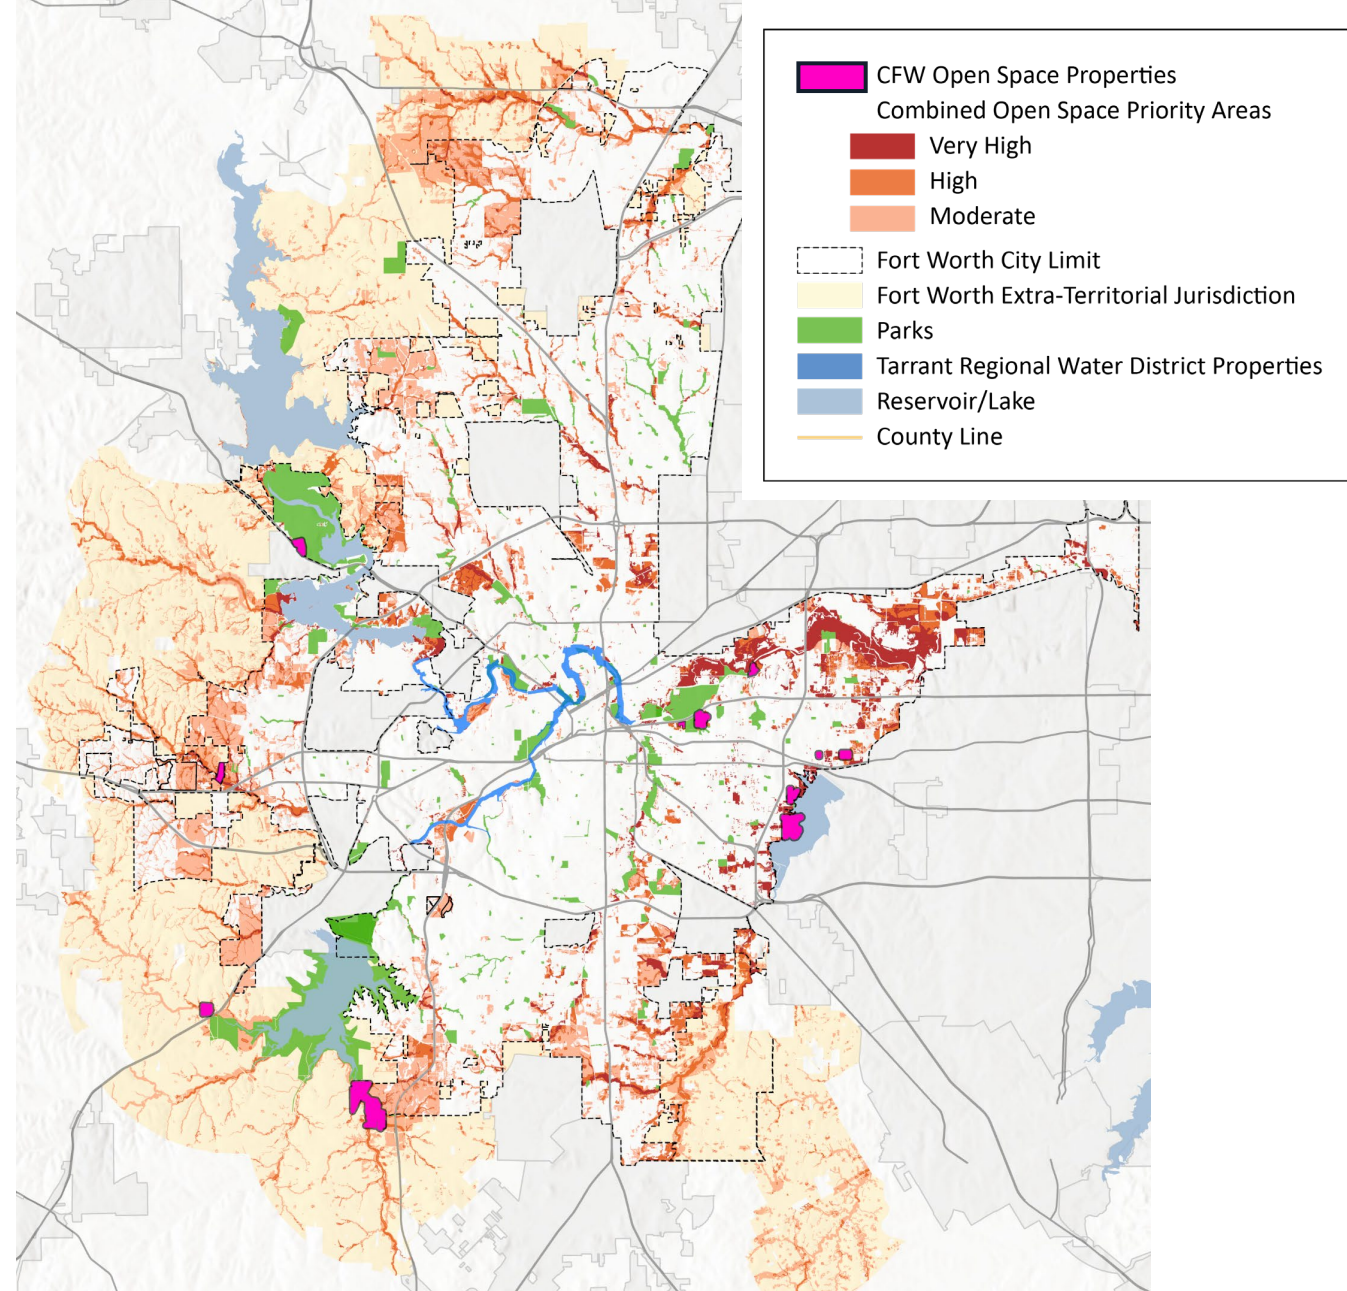 CFW Open Space Properties
Combined Open Space Priority Areas
Very High
High
Moderate
Fort Worth City Limit
Fort Worth Extra-Territorial Jurisdiction
Parks
Tarrant Regional Water District Properties
Reservoir/Lake
County Line